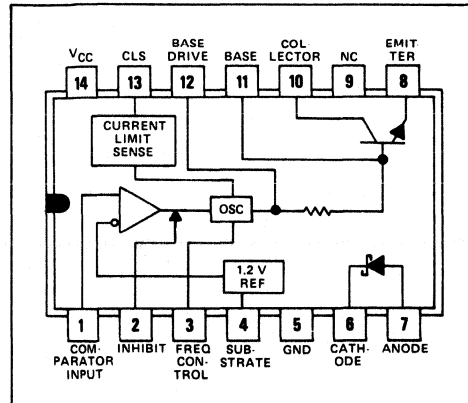 VCC CLS BASE DRIVE BASE COL- LECTOR NC EMIT- TER
14 13 12 11 10 9 8
CURRENT
LIMIT
SENSE
OSC
1.2 V
REF
1 2 3 4 5 6 7
COM- PARATOR INPUT INHIBIT FREQ CON- TROL SUB- STRATE GND CATH- ODE ANODE